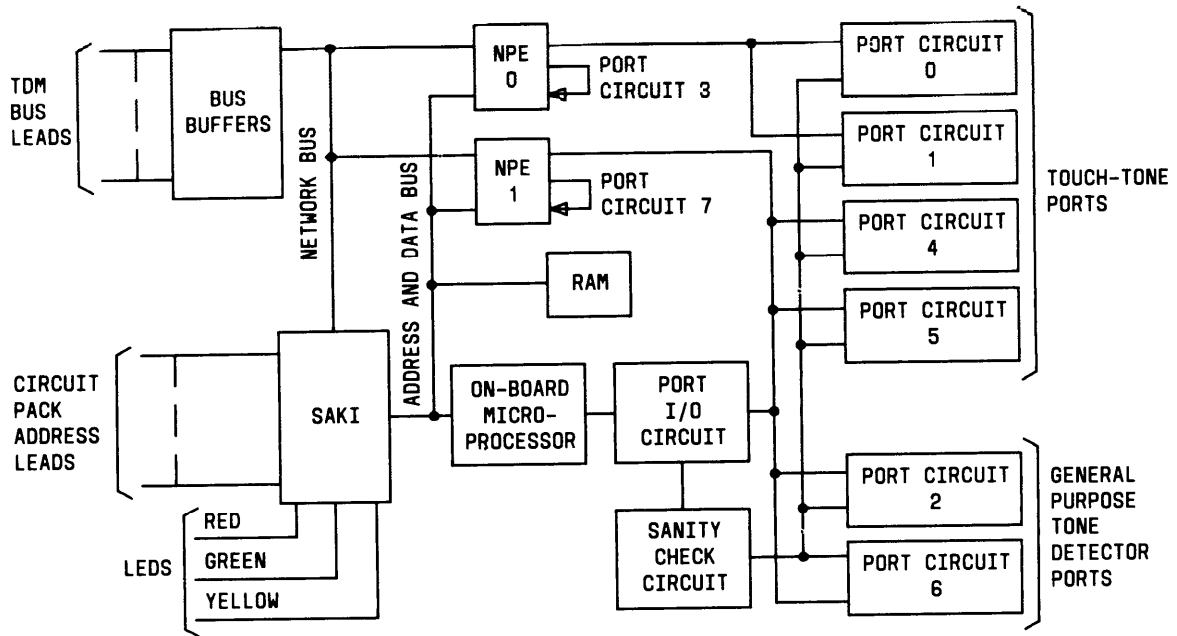 TDM
BUS
LEADS
BUS
BUFFERS
NETWORK BUS
ADDRESS AND DATA BUS
NPE
0
PORT
CIRCUIT 3
NPE
1
PORT
CIRCUIT 7
RAM
PORT CIRCUIT
0
PORT CIRCUIT
1
PORT CIRCUIT
4
PORT CIRCUIT
5
TOUCH-TONE
PORTS
CIRCUIT
PACK
ADDRESS
LEADS
SAKI
ON-BOARD
MICRO-
PROCESSOR
PORT
I/O
CIRCUIT
SANITY
CHECK
CIRCUIT
PORT CIRCUIT
2
PORT CIRCUIT
6
GENERAL
PURPOSE
TONE
DETECTOR
PORTS
LEDS
RED
GREEN
YELLOW